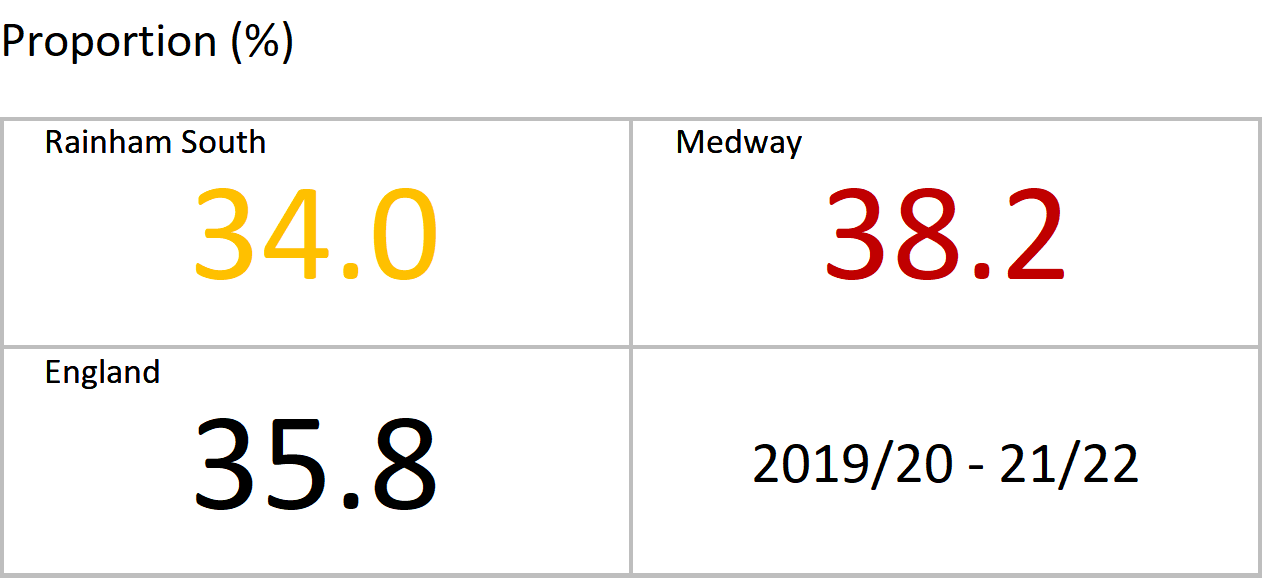 Proportion (%)
Rainham South
34.0
Medway
38.2
England
35.8
2019/20 - 21/22